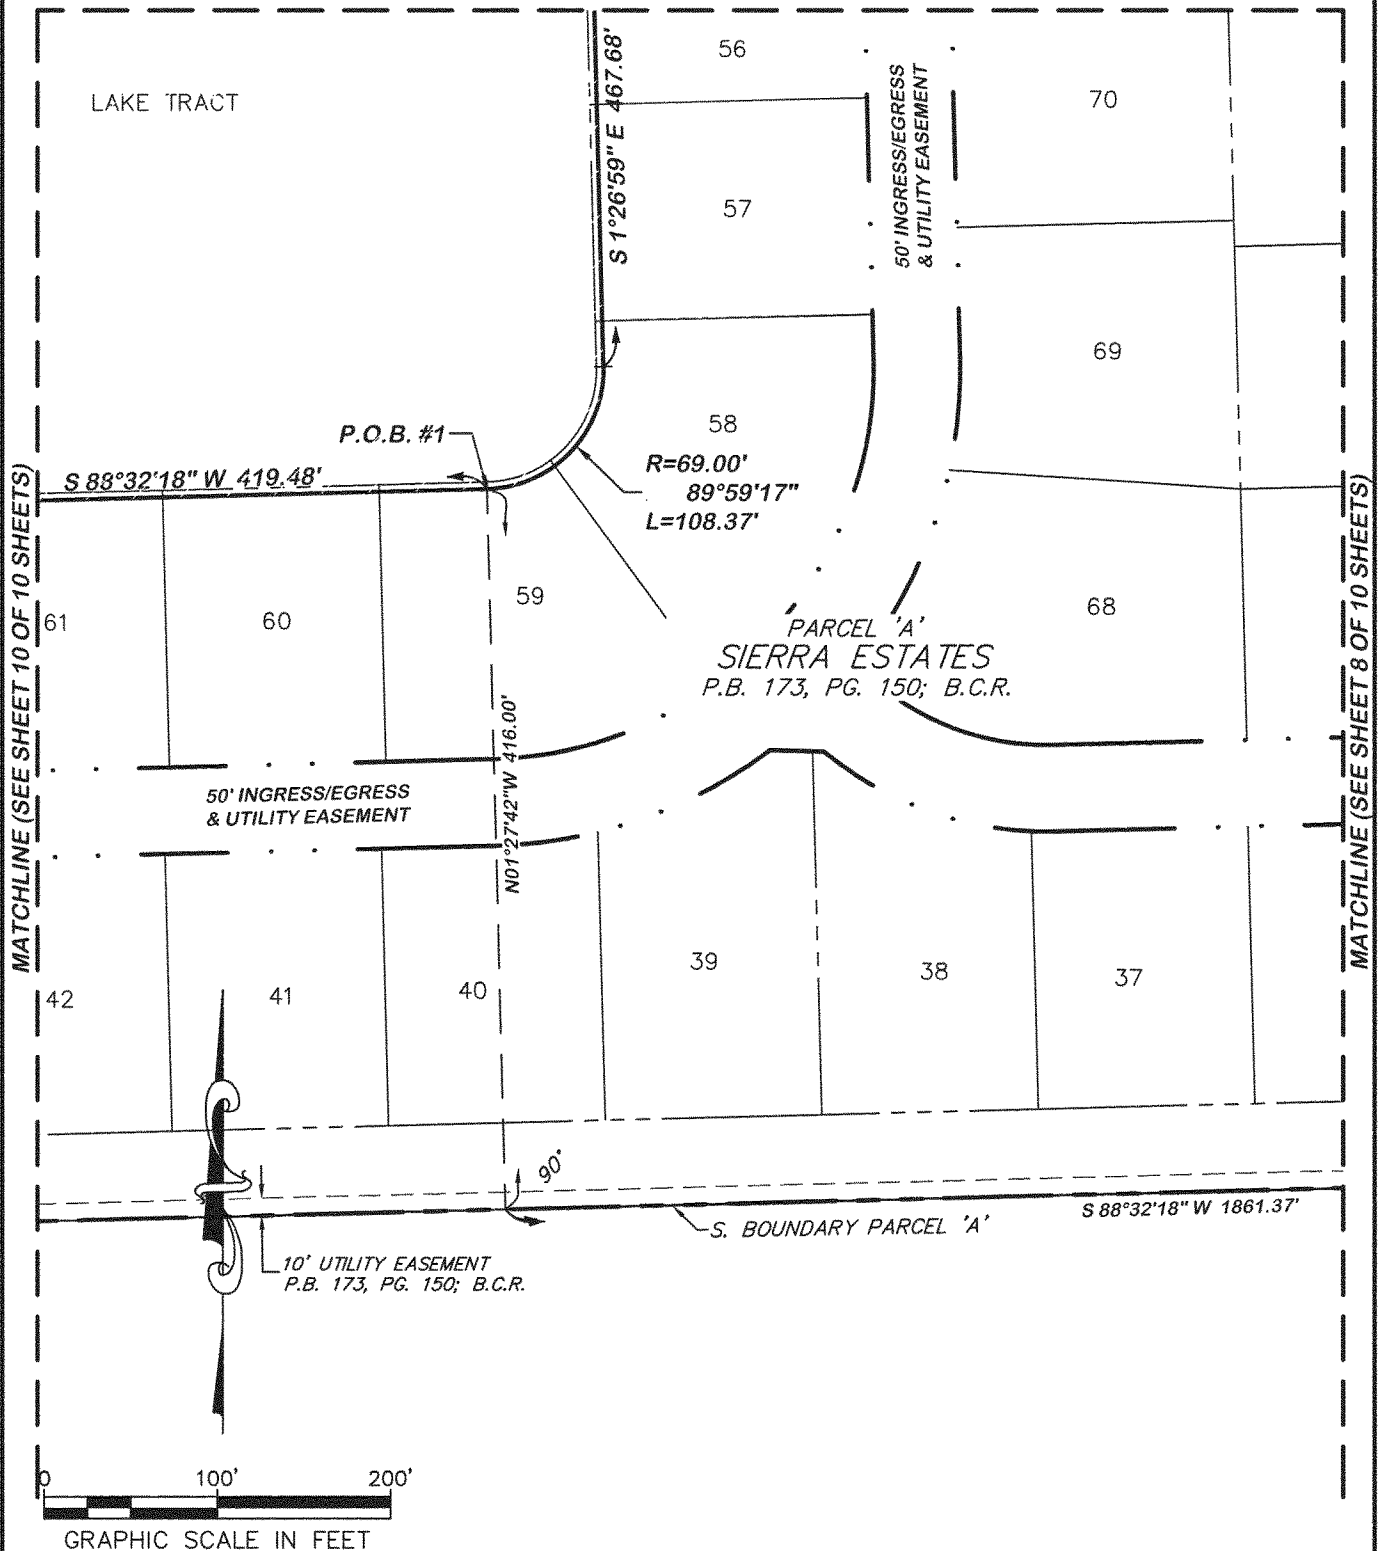 56
LAKE TRACT
70
S 1°26'59" E 467.68'
50' INGRESS/EGRESS
& UTILITY EASEMENT
57
69
58
P.O.B. #1
R=69.00'
89°59'17"
L=108.37'
S 88°32'18" W 419.48'
MATCHLINE (SEE SHEET 10 OF 10 SHEETS)
MATCHLINE (SEE SHEET 8 OF 10 SHEETS)
61
60
59
68
PARCEL 'A'
SIERRA ESTATES
P.B. 173, PG. 150; B.C.R.
N01°27'42"W 416.00'
50' INGRESS/EGRESS
& UTILITY EASEMENT
42
41
40
39
38
37
90°
S 88°32'18" W 1861.37'
S. BOUNDARY PARCEL 'A'
10' UTILITY EASEMENT
P.B. 173, PG. 150; B.C.R.
0 100' 200'
GRAPHIC SCALE IN FEET